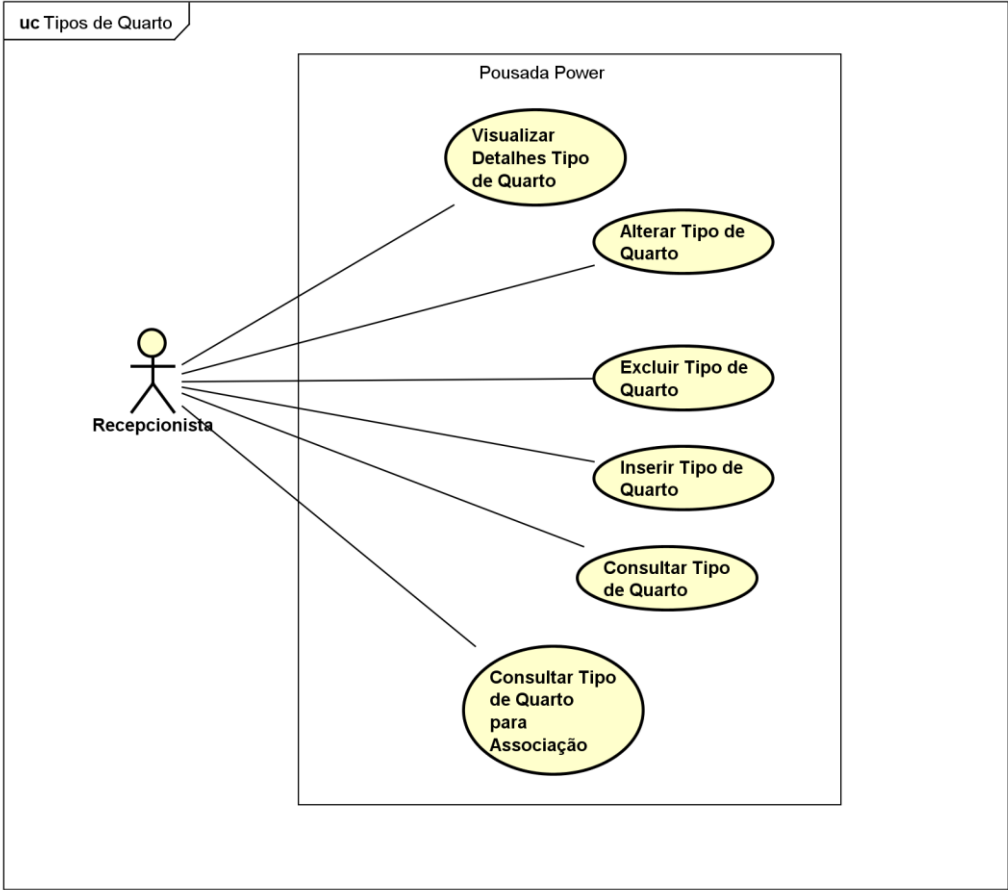 uc Tipos de Quarto
Pousada Power
Visualizar
Detalhes Tipo
de Quarto
Alterar Tipo de
Quarto
Excluir Tipo de
Quarto
Recepcionista
Inserir Tipo de
Quarto
Consultar Tipo
de Quarto
Consultar Tipo
de Quarto
para
Associação